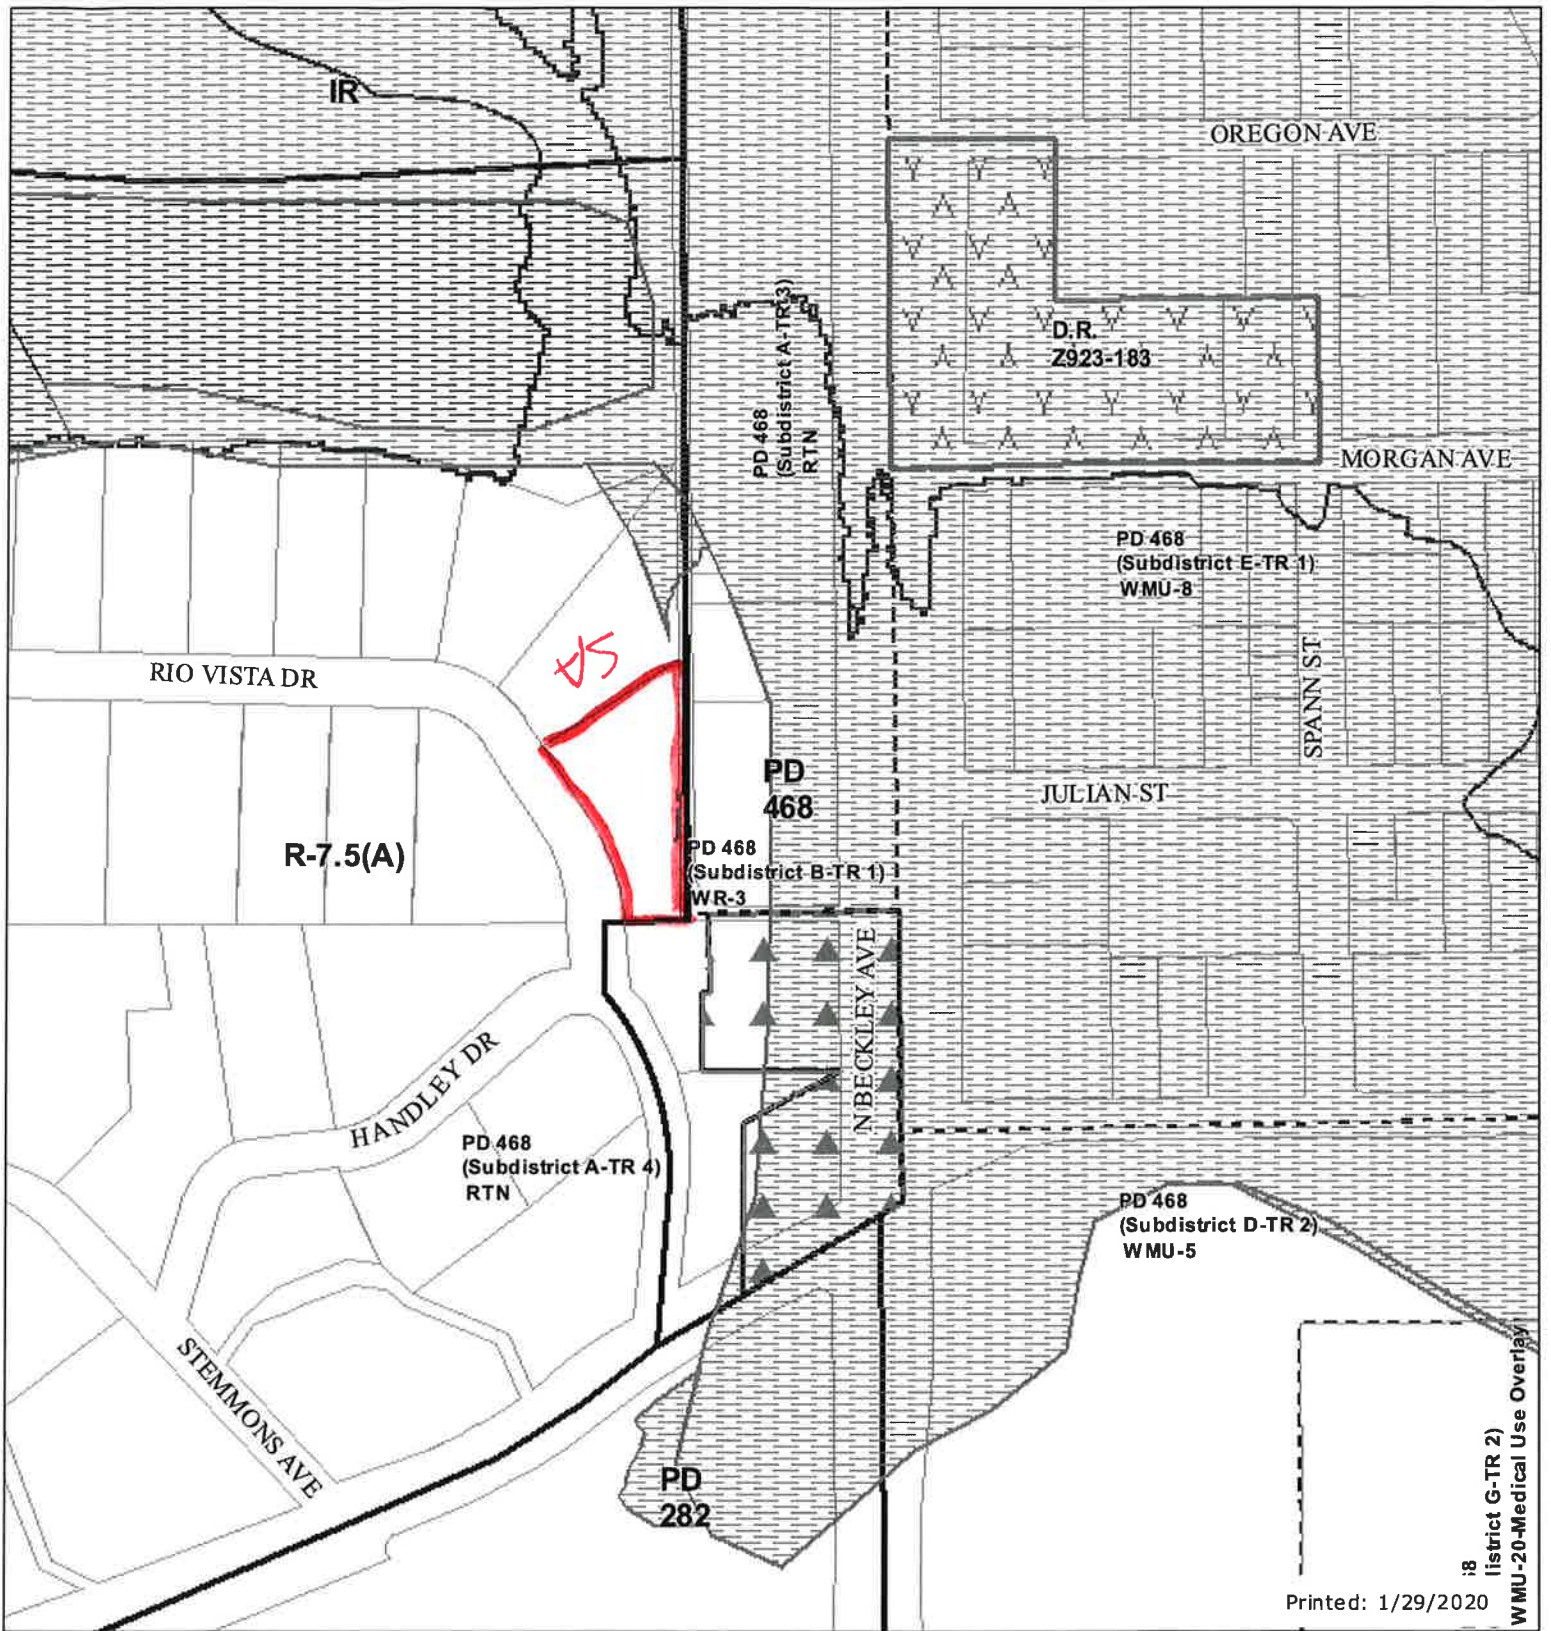 IR
OREGON AVE
PD 468
(Subdistrict A-TR 3)
RTN
D.R.
Z923-183
MORGAN AVE
PD 468
(Subdistrict E-TR 1)
WMU-8
RIO VISTA DR
SPANN ST
PD
468
JULIAN ST
R-7.5(A)
PD 468
(Subdistrict B-TR 1)
WR-3
N BECKLEY AVE
HANDLEY DR
PD 468
(Subdistrict A-TR 4)
RTN
PD 468
(Subdistrict D-TR 2)
WMU-5
STEMMONS AVE
PD
282
listrict G-TR 2)
WMU-20-Medical Use Overlay
Printed: 1/29/2020